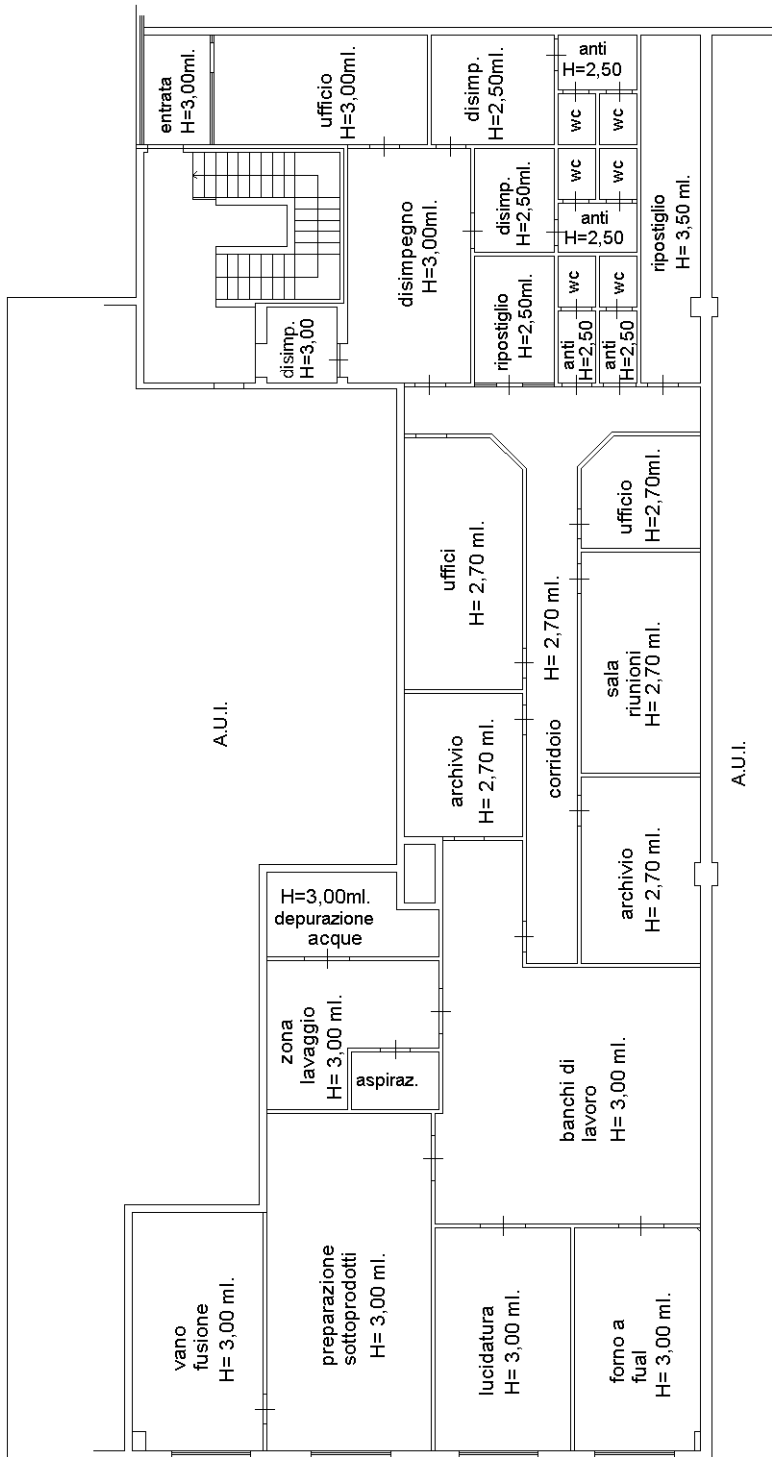 entrata
H=3,00ml.
ufficio
H=3,00ml.
disimp.
H=2,50ml.
anti
H=2,50
wc
wc
wc
wc
anti
H=2,50
wc
wc
anti
H=2,50
anti
H=2,50
ripostiglio
H= 3,50 ml.
disimp.
H=2,50ml.
disimpegno
H=3,00ml.
ripostiglio
H=2,50ml.
disimp.
H=3,00
uffici
H= 2,70 ml.
ufficio
H=2,70ml.
corridoio
H= 2,70 ml.
sala
riunioni
H= 2,70 ml.
archivio
H= 2,70 ml.
archivio
H= 2,70 ml.
A.U.I.
A.U.I.
H=3,00ml.
depurazione
acque
zona
lavaggio
H= 3,00 ml.
aspiraz.
banchi di
lavoro
H= 3,00 ml.
vano
fusione
H= 3,00 ml.
preparazione
sottoprodotti
H= 3,00 ml.
lucidatura
H= 3,00 ml.
forno a
fual
H= 3,00 ml.